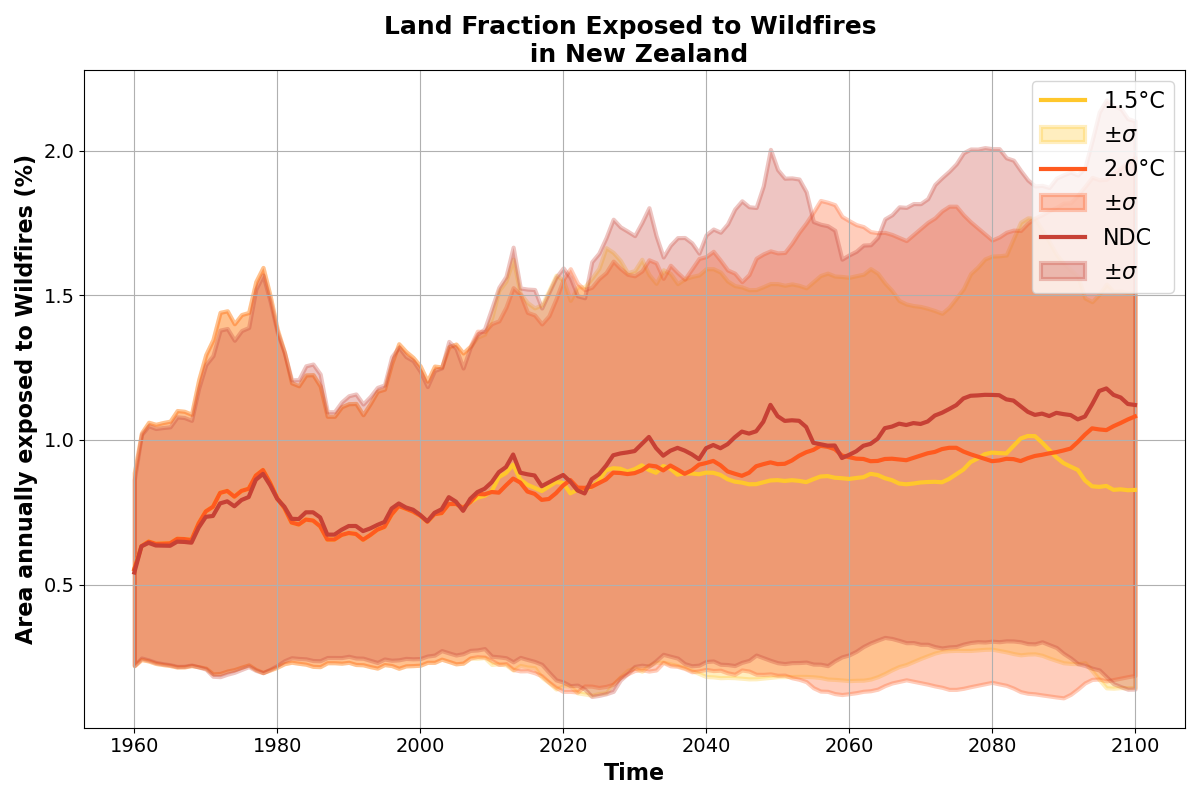 Land Fraction Exposed to Wildfires
in New Zealand
Area annually exposed to Wildfires (%)
2.0
1.5
1.0
0.5
1.5°C
±σ
2.0°C
±σ
NDC
±σ
1960
1980
2000
2020
2040
2060
2080
2100
Time